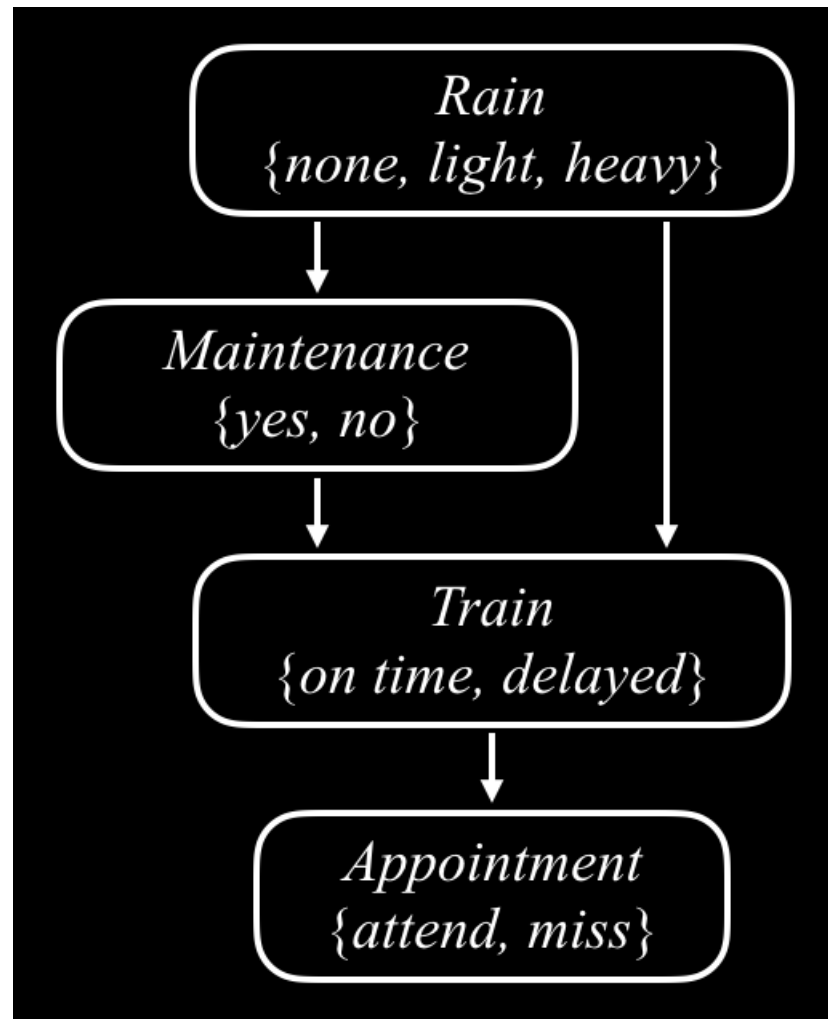 Rain
{none, light, heavy}
Maintenance
{yes, no}
Train
{on time, delayed}
Appointment
{attend, miss}